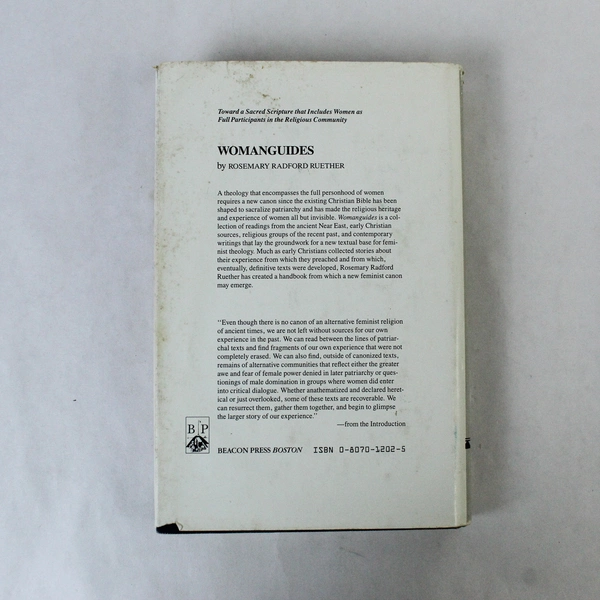 Toward a Sacred Scripture that Includes Women as
Full Participants in the Religious Community
WOMANGUIDES
by ROSEMARY RADFORD RUETHER
A theology that encompasses the full personhood of women
requires a new canon since the existing Christian Bible has been
shaped to sacralize patriarchy and has made the religious heritage
and experience of women all but invisible. Womanguides is a col-
lection of readings from the ancient Near East, early Christian
sources, religious groups of the recent past, and contemporary
writings that lay the groundwork for a new textual base for femi-
nist theology. Much as early Christians collected stories about
their experience from which they preached and from which,
eventually, definitive texts were developed, Rosemary Radford
Ruether has created a handbook from which a new feminist canon
may emerge.
“Even though there is no canon of an alternative feminist religion
of ancient times, we are not left without sources for our own
experience in the past. We can read between the lines of patriar-
chal texts and find fragments of our own experience that were not
completely erased. We can also find, outside of canonized texts,
remains of alternative communities that reflect either the greater
awe and fear of female power denied in later patriarchy or ques-
tionings of male domination in groups where women did enter
into critical dialogue. Whether anathematized and declared heret-
ical or just overlooked, some of these texts are recoverable. We
can resurrect them, gather them together, and begin to glimpse
the larger story of our experience.”
—from the Introduction
B P
BEACON PRESS BOSTON ISBN 0-8070-1202-5